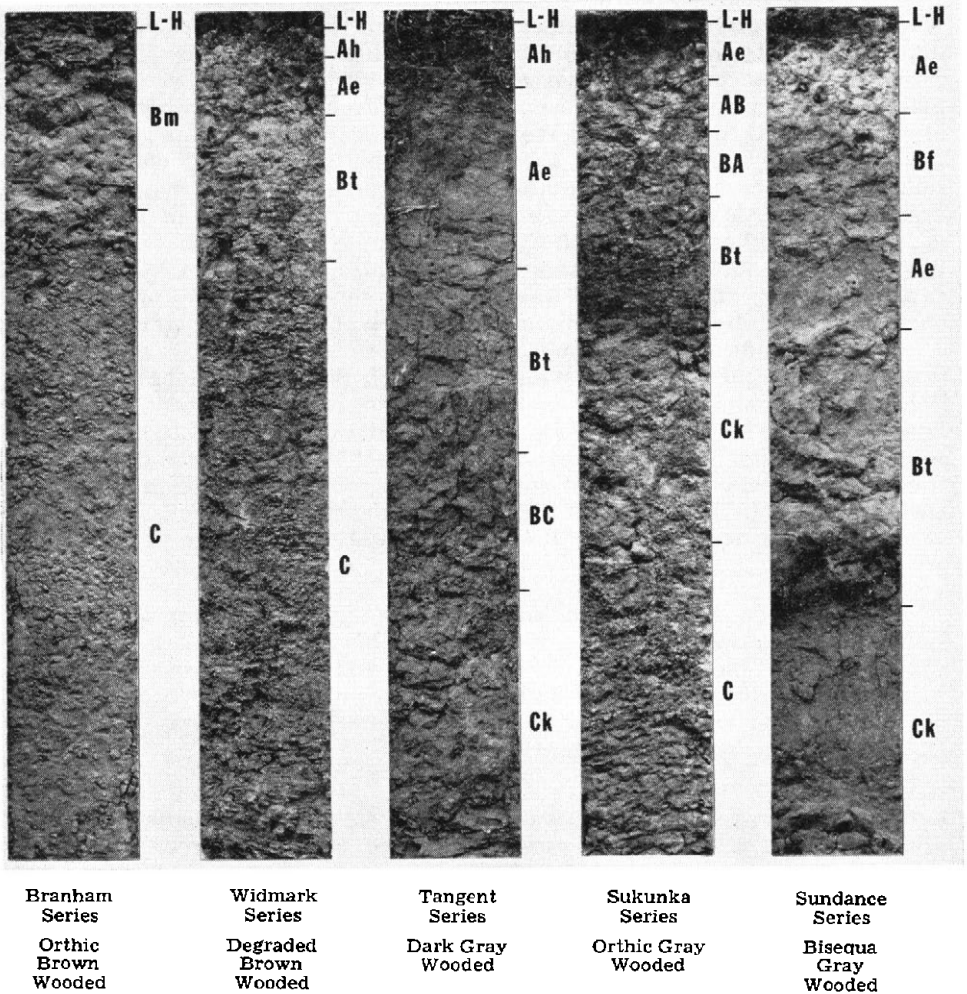 L-H
Bm
C
L-H
Ah
Ae
Bt
C
L-H
Ah
Ae
Bt
BC
Ck
L-H
Ae
AB
BA
Bt
Ck
C
L-H
Ae
Bf
Ae
Bt
Ck
Branham
Series
Orthic
Brown
Wooded
Widmark
Series
Degraded
Brown
Wooded
Tangent
Series
Dark Gray
Wooded
Sukunka
Series
Orthic Gray
Wooded
Sundance
Series
Bisequa
Gray
Wooded